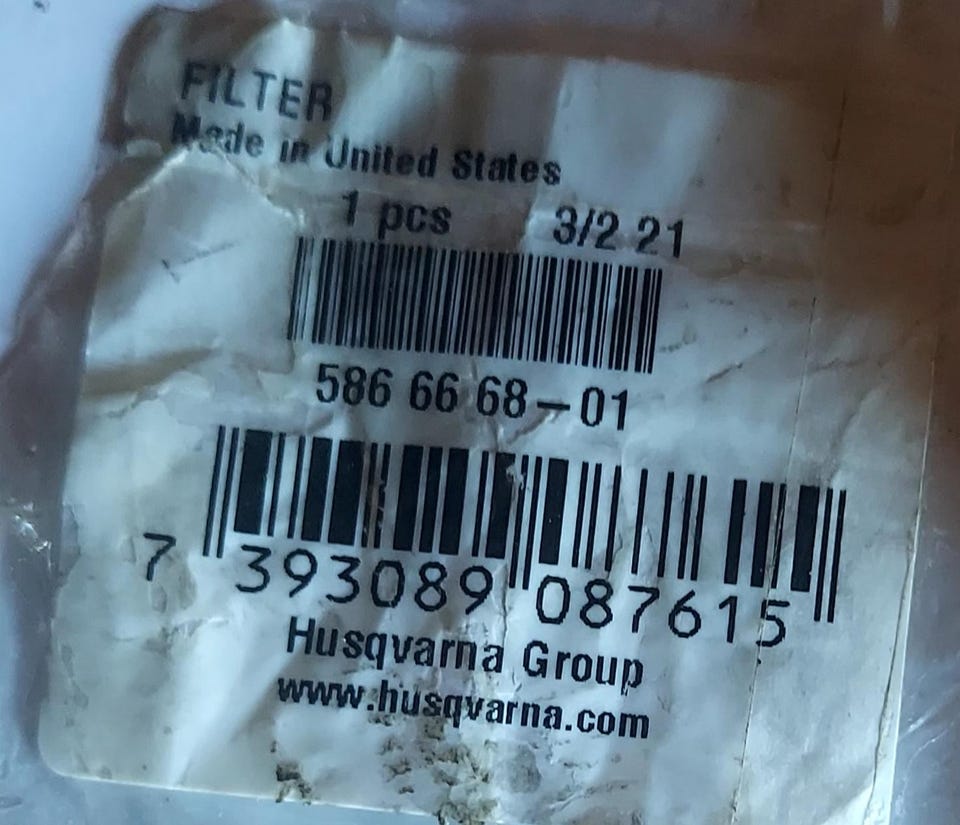 FILTER
Made in United States
1 pcs 3/2 21
586 66 68-01
7 393089 087615
Husqvarna Group
www.husqvarna.com